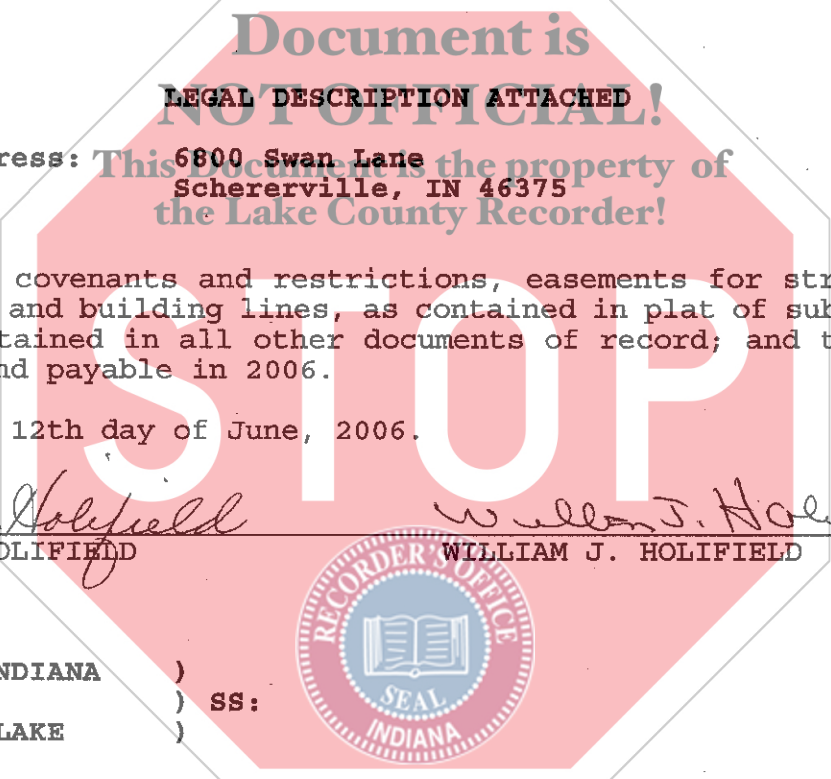 Document is
NOT OFFICIAL!
LEGAL DESCRIPTION ATTACHED
ress: 6800 Swan Lane
This Document is the property of
Schererville, IN 46375
the Lake County Recorder!
covenants and restrictions, easements for str
and building lines, as contained in plat of sub
tained in all other documents of record; and t
nd payable in 2006.
STOP
12th day of June, 2006.
Holifield William J. Holi
OLIFIELD WILLIAM J. HOLIFIELD
RECORDER'S OFFICE
SEAL
INDIANA
NDIANA )
) SS:
LAKE )